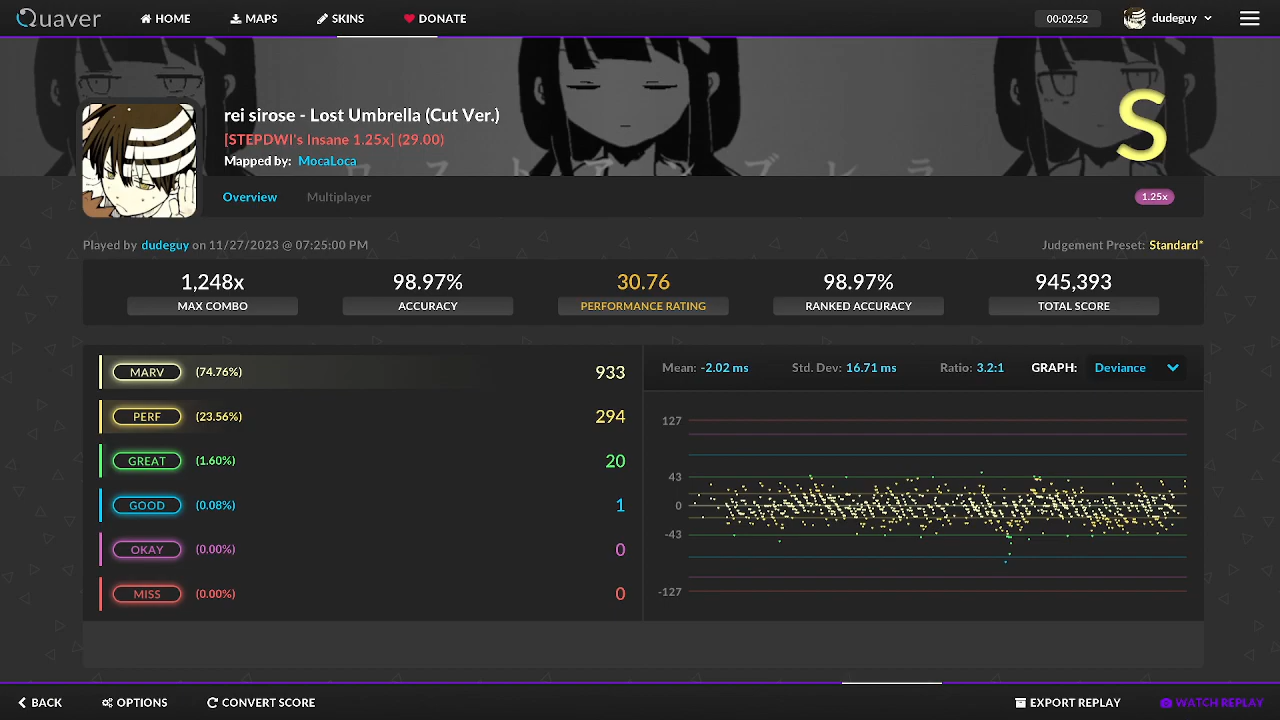 Quaver HOME MAPS SKINS DONATE 00:02:52 dudeguy
rei sirose - Lost Umbrella (Cut Ver.)
[STEPDWI's Insane 1.25x] (29.00)
Mapped by: MocaLoca
S
Overview Multiplayer 1.25x
Played by dudeguy on 11/27/2023 @ 07:25:00 PM Judgement Preset: Standard*
1,248x 98.97% 30.76 98.97% 945,393
MAX COMBO ACCURACY PERFORMANCE RATING RANKED ACCURACY TOTAL SCORE
MARV (74.76%) 933
PERF (23.56%) 294
GREAT (1.60%) 20
GOOD (0.08%) 1
OKAY (0.00%) 0
MISS (0.00%) 0
Mean: -2.02 ms Std. Dev: 16.71 ms Ratio: 3.2:1 GRAPH: Deviance
127
43
0
-43
-127
BACK OPTIONS CONVERT SCORE EXPORT REPLAY WATCH REPLAY